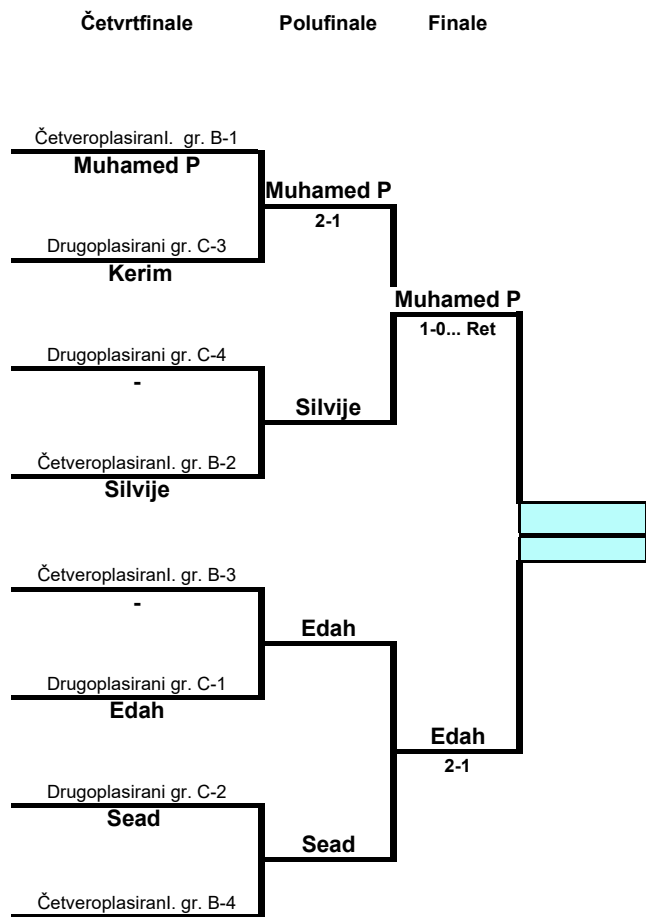 Četvrtfinale Polufinale Finale
Četveroplasiranl. gr. B-1
Muhamed P
Muhamed P
2-1
Drugoplasirani gr. C-3
Kerim
Muhamed P
1-0... Ret
Drugoplasirani gr. C-4
-
Silvije
Četveroplasiranl. gr. B-2
Silvije
Četveroplasiranl. gr. B-3
-
Edah
Drugoplasirani gr. C-1
Edah
Edah
2-1
Drugoplasirani gr. C-2
Sead
Sead
Četveroplasiranl. gr. B-4